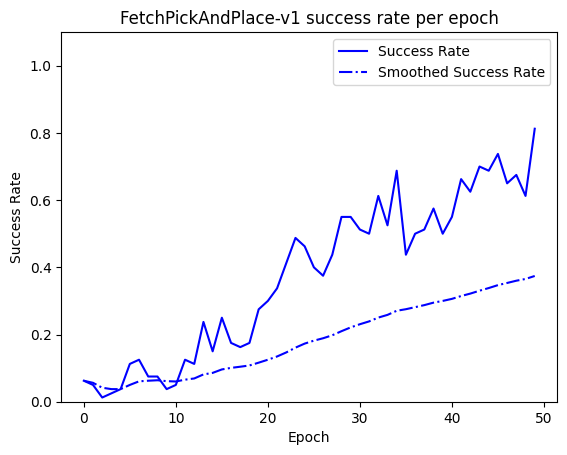 FetchPickAndPlace-v1 success rate per epoch
Success Rate
Smoothed Success Rate
1.0
0.8
0.6
0.4
0.2
0.0
Success Rate
0 10 20 30 40 50
Epoch